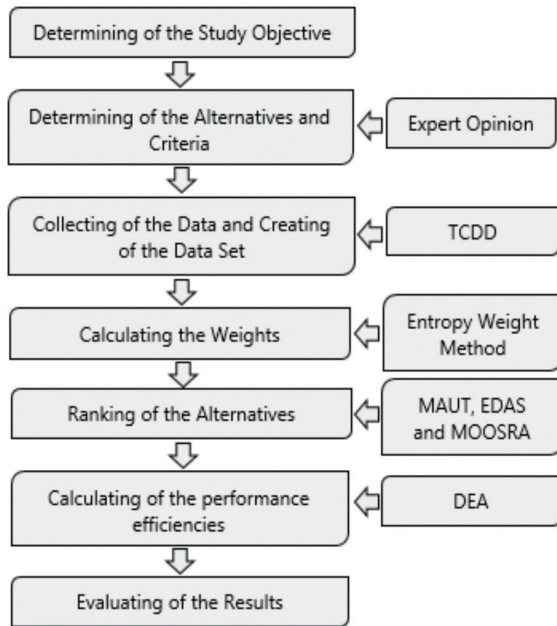 Determining of the Study Objective
Determining of the Alternatives and
Criteria
Expert Opinion
Collecting of the Data and Creating
of the Data Set
TCDD
Calculating the Weights
Entropy Weight
Method
Ranking of the Alternatives
MAUT, EDAS
and MOOSRA
Calculating of the performance
efficiencies
DEA
Evaluating of the Results